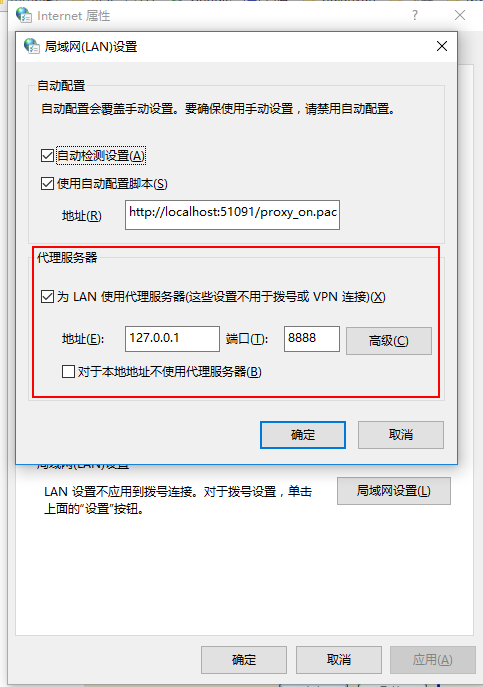 Internet 属性
局域网(LAN)设置
自动配置
自动配置会覆盖手动设置。要确保使用手动设置，请禁用自动配置。
自动检测设置(A)
使用自动配置脚本(S)
地址(R)
http://localhost:51091/proxy_on.pac
代理服务器
为 LAN 使用代理服务器(这些设置不用于拨号或 VPN 连接)(X)
地址(E): 127.0.0.1 端口(T): 8888 高级(C)
对于本地地址不使用代理服务器(B)
确定 取消
局域网(LAN)设置
LAN 设置不应用到拨号连接。对于拨号设置，单击
上面的“设置”按钮。
局域网设置(L)
确定 取消 应用(A)